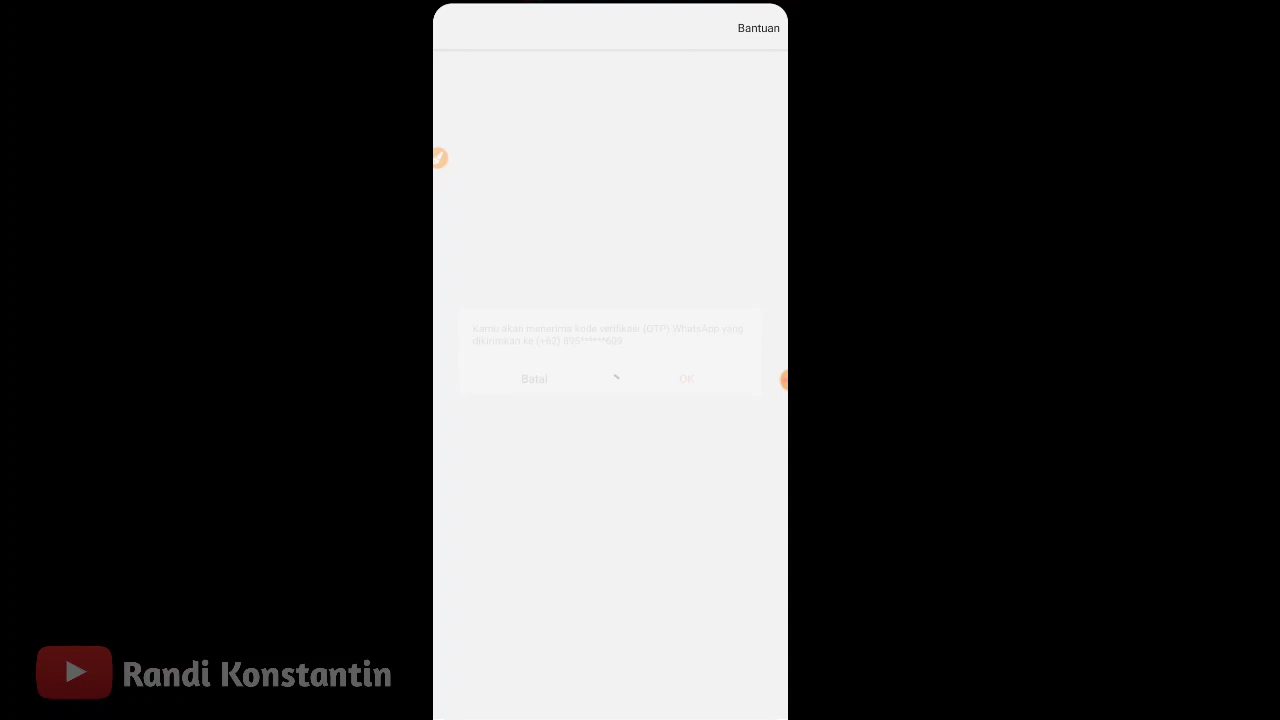 Bantuan
Kamu akan menerima kode verifikasi (OTP) WhatsApp yang
dikirimkan ke (+62) 895******609
Batal
OK
Randi Konstantin